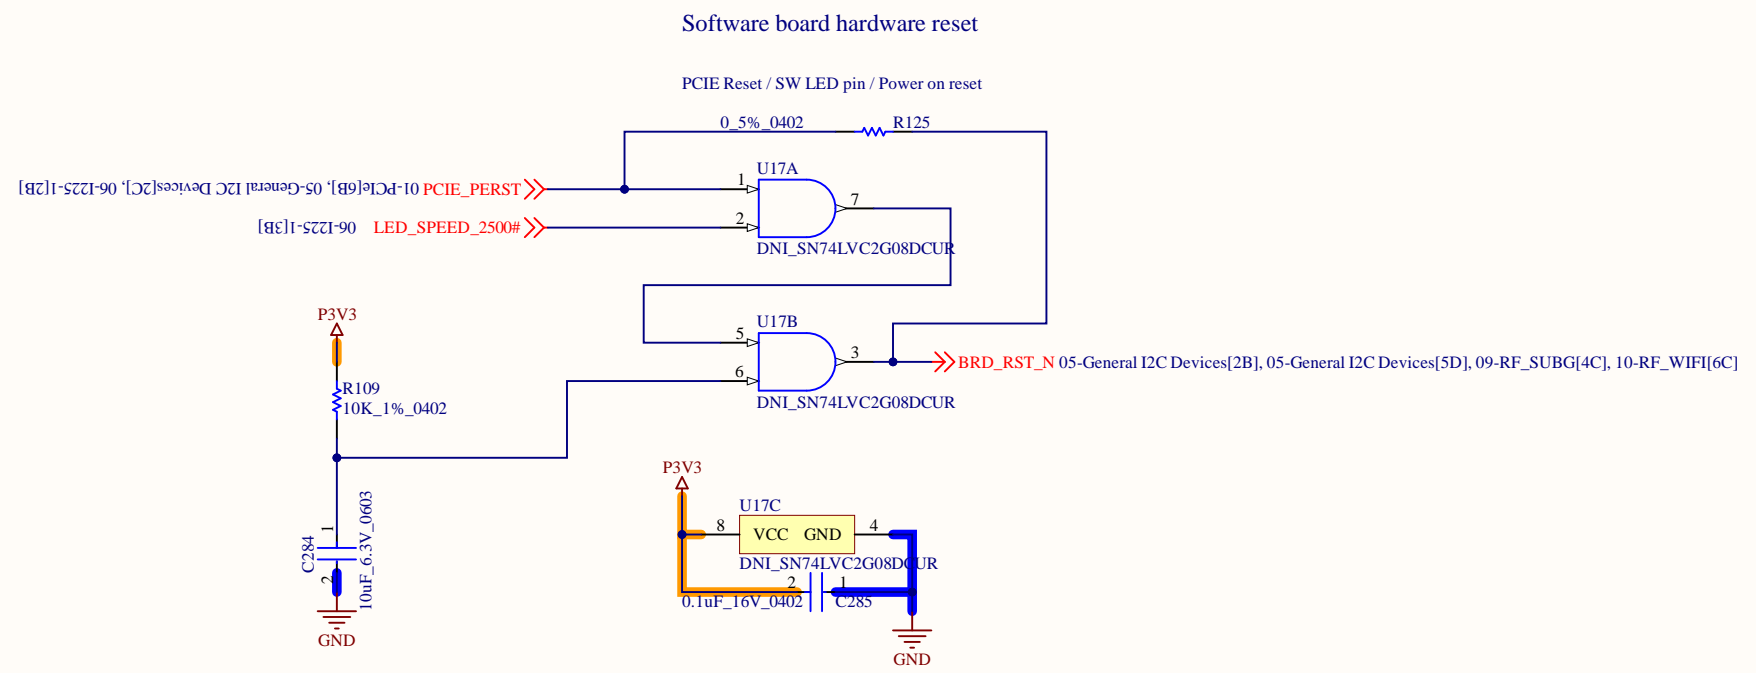 Software board hardware reset
PCIE Reset / SW LED pin / Power on reset
0_5%_0402 R125
U17A
01-PCIe[6B], 05-General I2C Devices[2C], 06-I225-1[2B] PCIE_PERST 1 7
06-I225-1[3B] LED_SPEED_2500# 2
DNI_SN74LVC2G08DCUR
P3V3
U17B
5 3
BRD_RST_N 05-General I2C Devices[2B], 05-General I2C Devices[5D], 09-RF_SUBG[4C], 10-RF_WIFI[6C]
6
DNI_SN74LVC2G08DCUR
R109
10K_1%_0402
P3V3
U17C
8 VCC GND 4
DNI_SN74LVC2G08DCUR
2 1
0.1uF_16V_0402 C285
GND
1
C284
2
10uF_6.3V_0603
GND